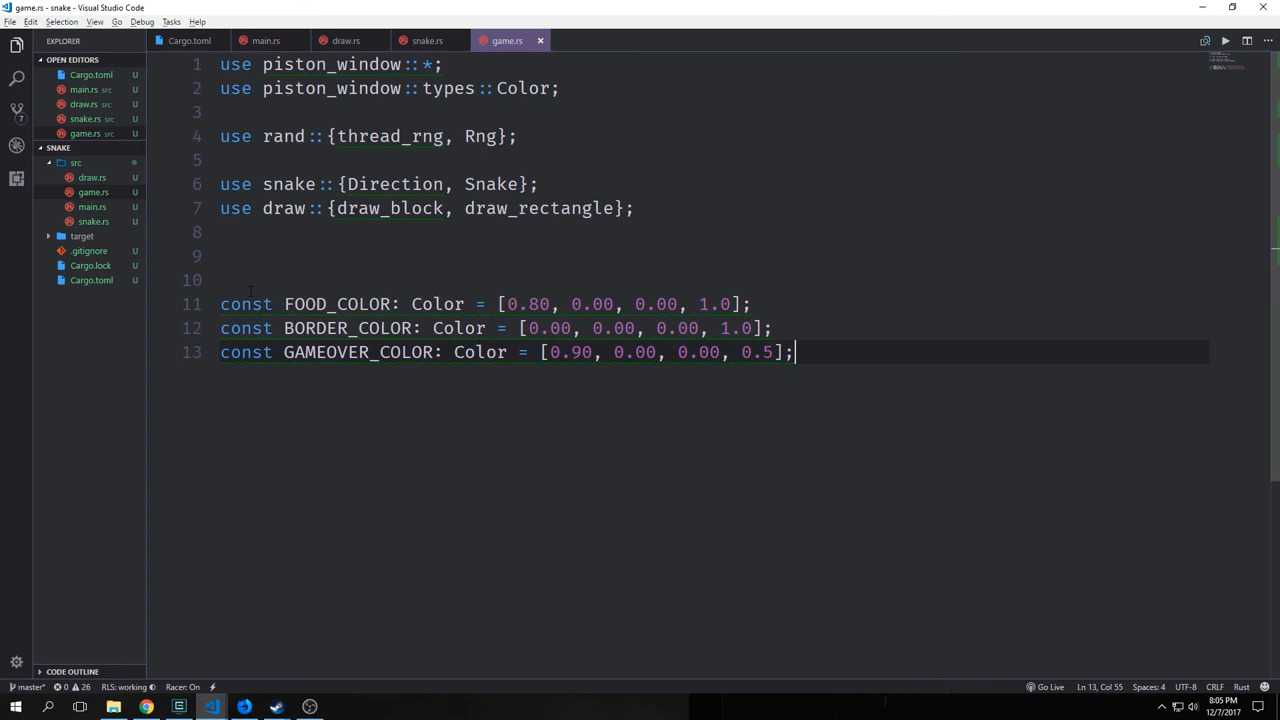 game.rs - snake - Visual Studio Code
File Edit Selection View Go Debug Tasks Help
EXPLORER
Cargo.toml main.rs draw.rs snake.rs game.rs
OPEN EDITORS
Cargo.toml U
main.rs src U
draw.rs src U
snake.rs src U
game.rs src U
SNAKE
src
draw.rs U
game.rs U
main.rs U
snake.rs U
target
.gitignore U
Cargo.lock U
Cargo.toml U
7
1 use piston_window::*;
2 use piston_window::types::Color;
3
4 use rand::{thread_rng, Rng};
5
6 use snake::{Direction, Snake};
7 use draw::{draw_block, draw_rectangle};
8
9
10
11 const FOOD_COLOR: Color = [0.80, 0.00, 0.00, 1.0];
12 const BORDER_COLOR: Color = [0.00, 0.00, 0.00, 1.0];
13 const GAMEOVER_COLOR: Color = [0.90, 0.00, 0.00, 0.5];
CODE OUTLINE
master* 0 26 RLS: working Racer: On Go Live Ln 13, Col 55 Spaces: 4 UTF-8 CRLF Rust
8:05 PM
12/7/2017